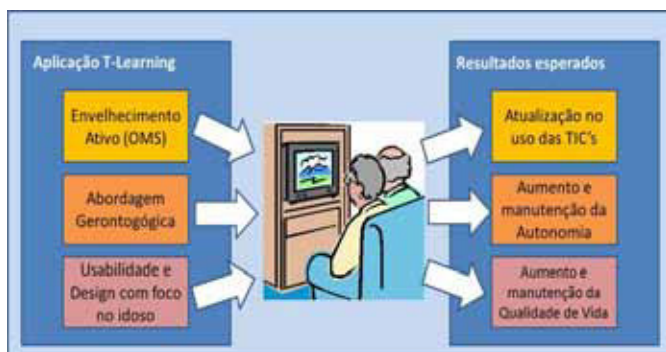 Aplicação T-Learning
Envelhecimento
Ativo (OMS)
Abordagem
Gerontogógica
Usabilidade e
Design com foco
no idoso
Resultados esperados
Atualização no
uso das TIC's
Aumento e
manutenção da
Autonomia
Aumento e
manutenção da
Qualidade de Vida